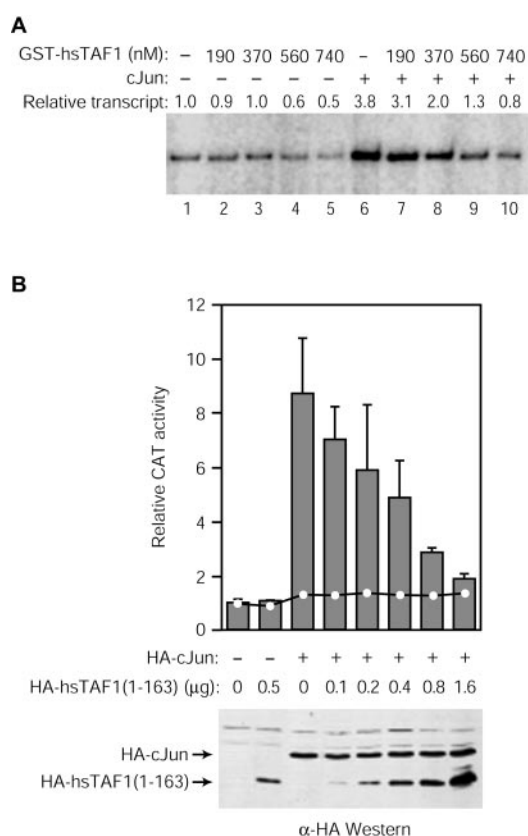 A
GST-hsTAF1 (nM): – 190 370 560 740 – 190 370 560 740
cJun: – – – – – + + + + +
Relative transcript: 1.0 0.9 1.0 0.6 0.5 3.8 3.1 2.0 1.3 0.8
1 2 3 4 5 6 7 8 9 10
B
12
10
8
6
4
2
0
Relative CAT activity
HA-cJun: – – + + + + + +
HA-hsTAF1(1-163) (μg) 0 0.5 0 0.1 0.2 0.4 0.8 1.6
HA-cJun
HA-hsTAF1(1-163)
α-HA Western